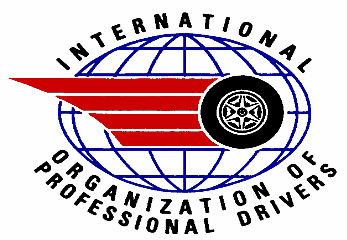 INTERNATIONAL
ORGANIZATION OF
PROFESSIONAL DRIVERS